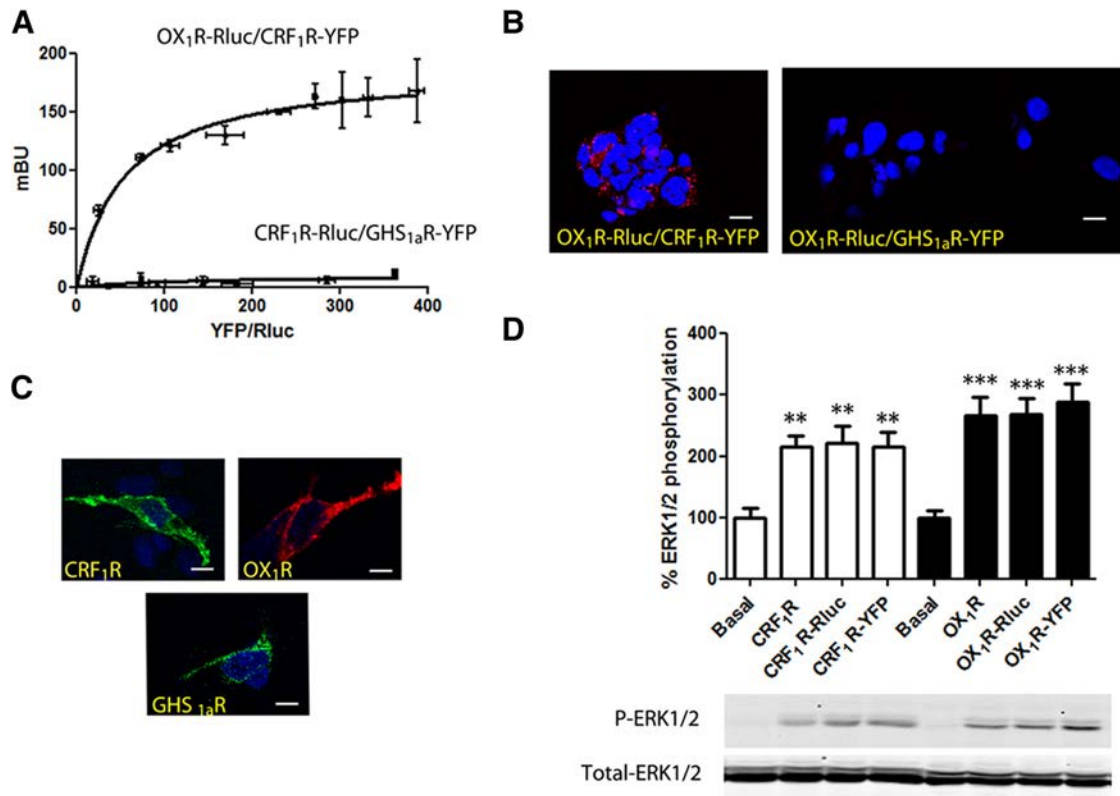 A
OX₁R-Rluc/CRF₁R-YFP
200
150
100
50
0
mBU
CRF₁R-Rluc/GHS₁ₐR-YFP
0 100 200 300 400
YFP/Rluc
B
OX₁R-Rluc/CRF₁R-YFP
OX₁R-Rluc/GHS₁ₐR-YFP
C
CRF₁R
OX₁R
GHS ₁ₐR
D
% ERK1/2 phosphorylation
400
300
200
100
0
** ** ** *** *** ***
Basal
CRF₁R
CRF₁ R-Rluc
CRF₁ R-YFP
Basal
OX₁R
OX₁R-Rluc
OX₁R-YFP
P-ERK1/2
Total-ERK1/2